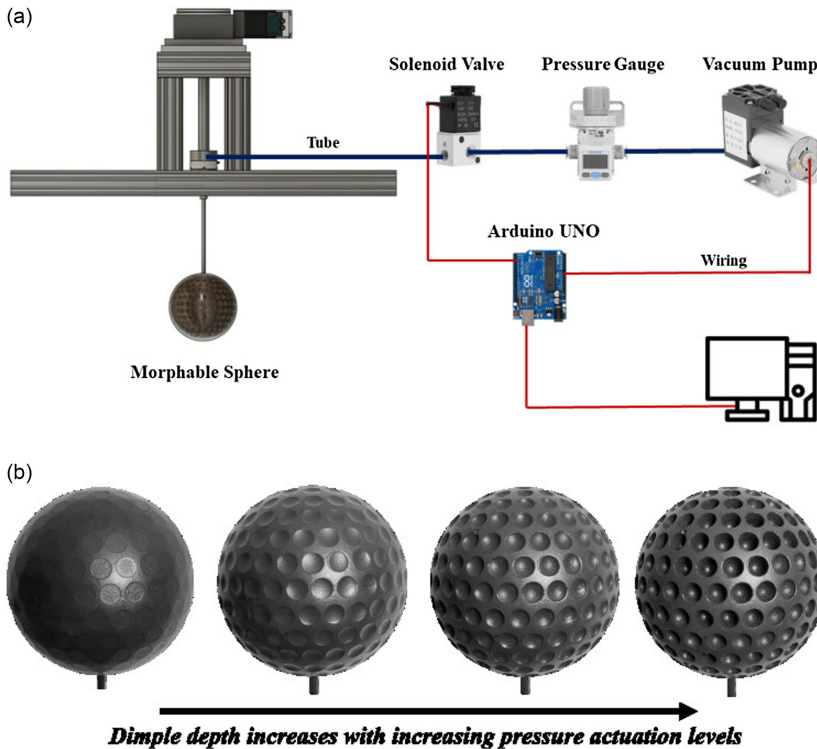 (a)
Solenoid Valve
Pressure Gauge
Vacuum Pump
Tube
Arduino UNO
Wiring
Morphable Sphere
(b)
Dimple depth increases with increasing pressure actuation levels